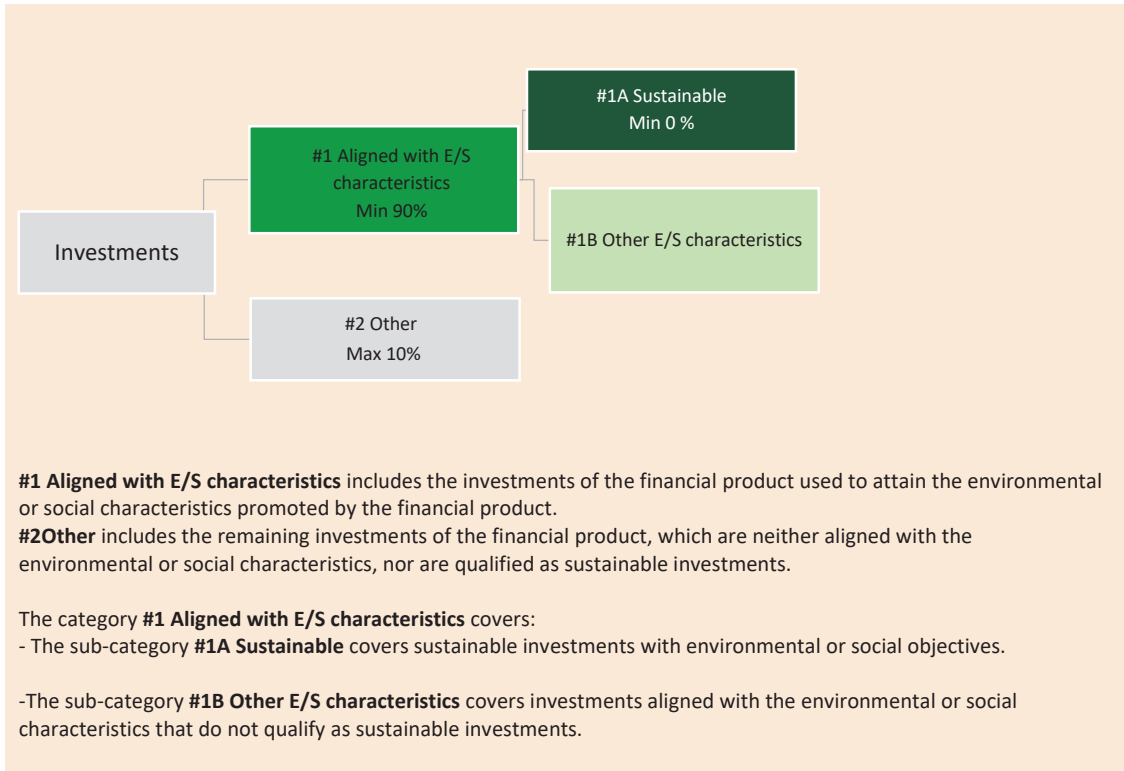 #1A Sustainable
Min 0 %
#1 Aligned with E/S
characteristics
Min 90%
Investments
#1B Other E/S characteristics
#2 Other
Max 10%
#1 Aligned with E/S characteristics includes the investments of the financial product used to attain the environmental
or social characteristics promoted by the financial product.
#2Other includes the remaining investments of the financial product, which are neither aligned with the
environmental or social characteristics, nor are qualified as sustainable investments.
The category #1 Aligned with E/S characteristics covers:
- The sub-category #1A Sustainable covers sustainable investments with environmental or social objectives.
-The sub-category #1B Other E/S characteristics covers investments aligned with the environmental or social
characteristics that do not qualify as sustainable investments.